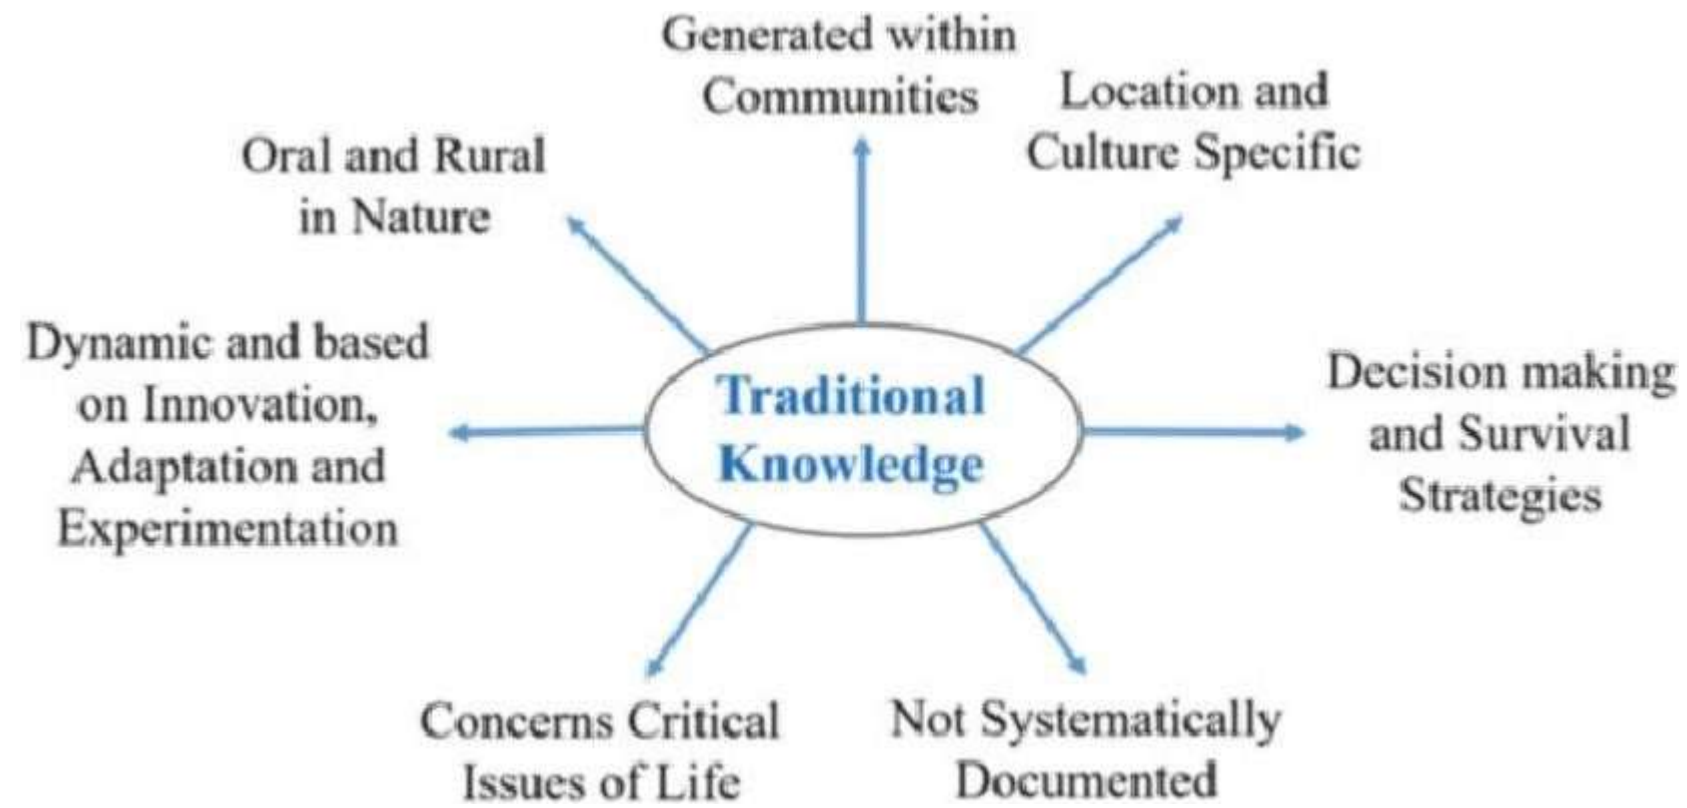 Generated within
Communities
Location and
Culture Specific
Oral and Rural
in Nature
Dynamic and based
on Innovation,
Adaptation and
Experimentation
Traditional
Knowledge
Decision making
and Survival
Strategies
Concerns Critical
Issues of Life
Not Systematically
Documented